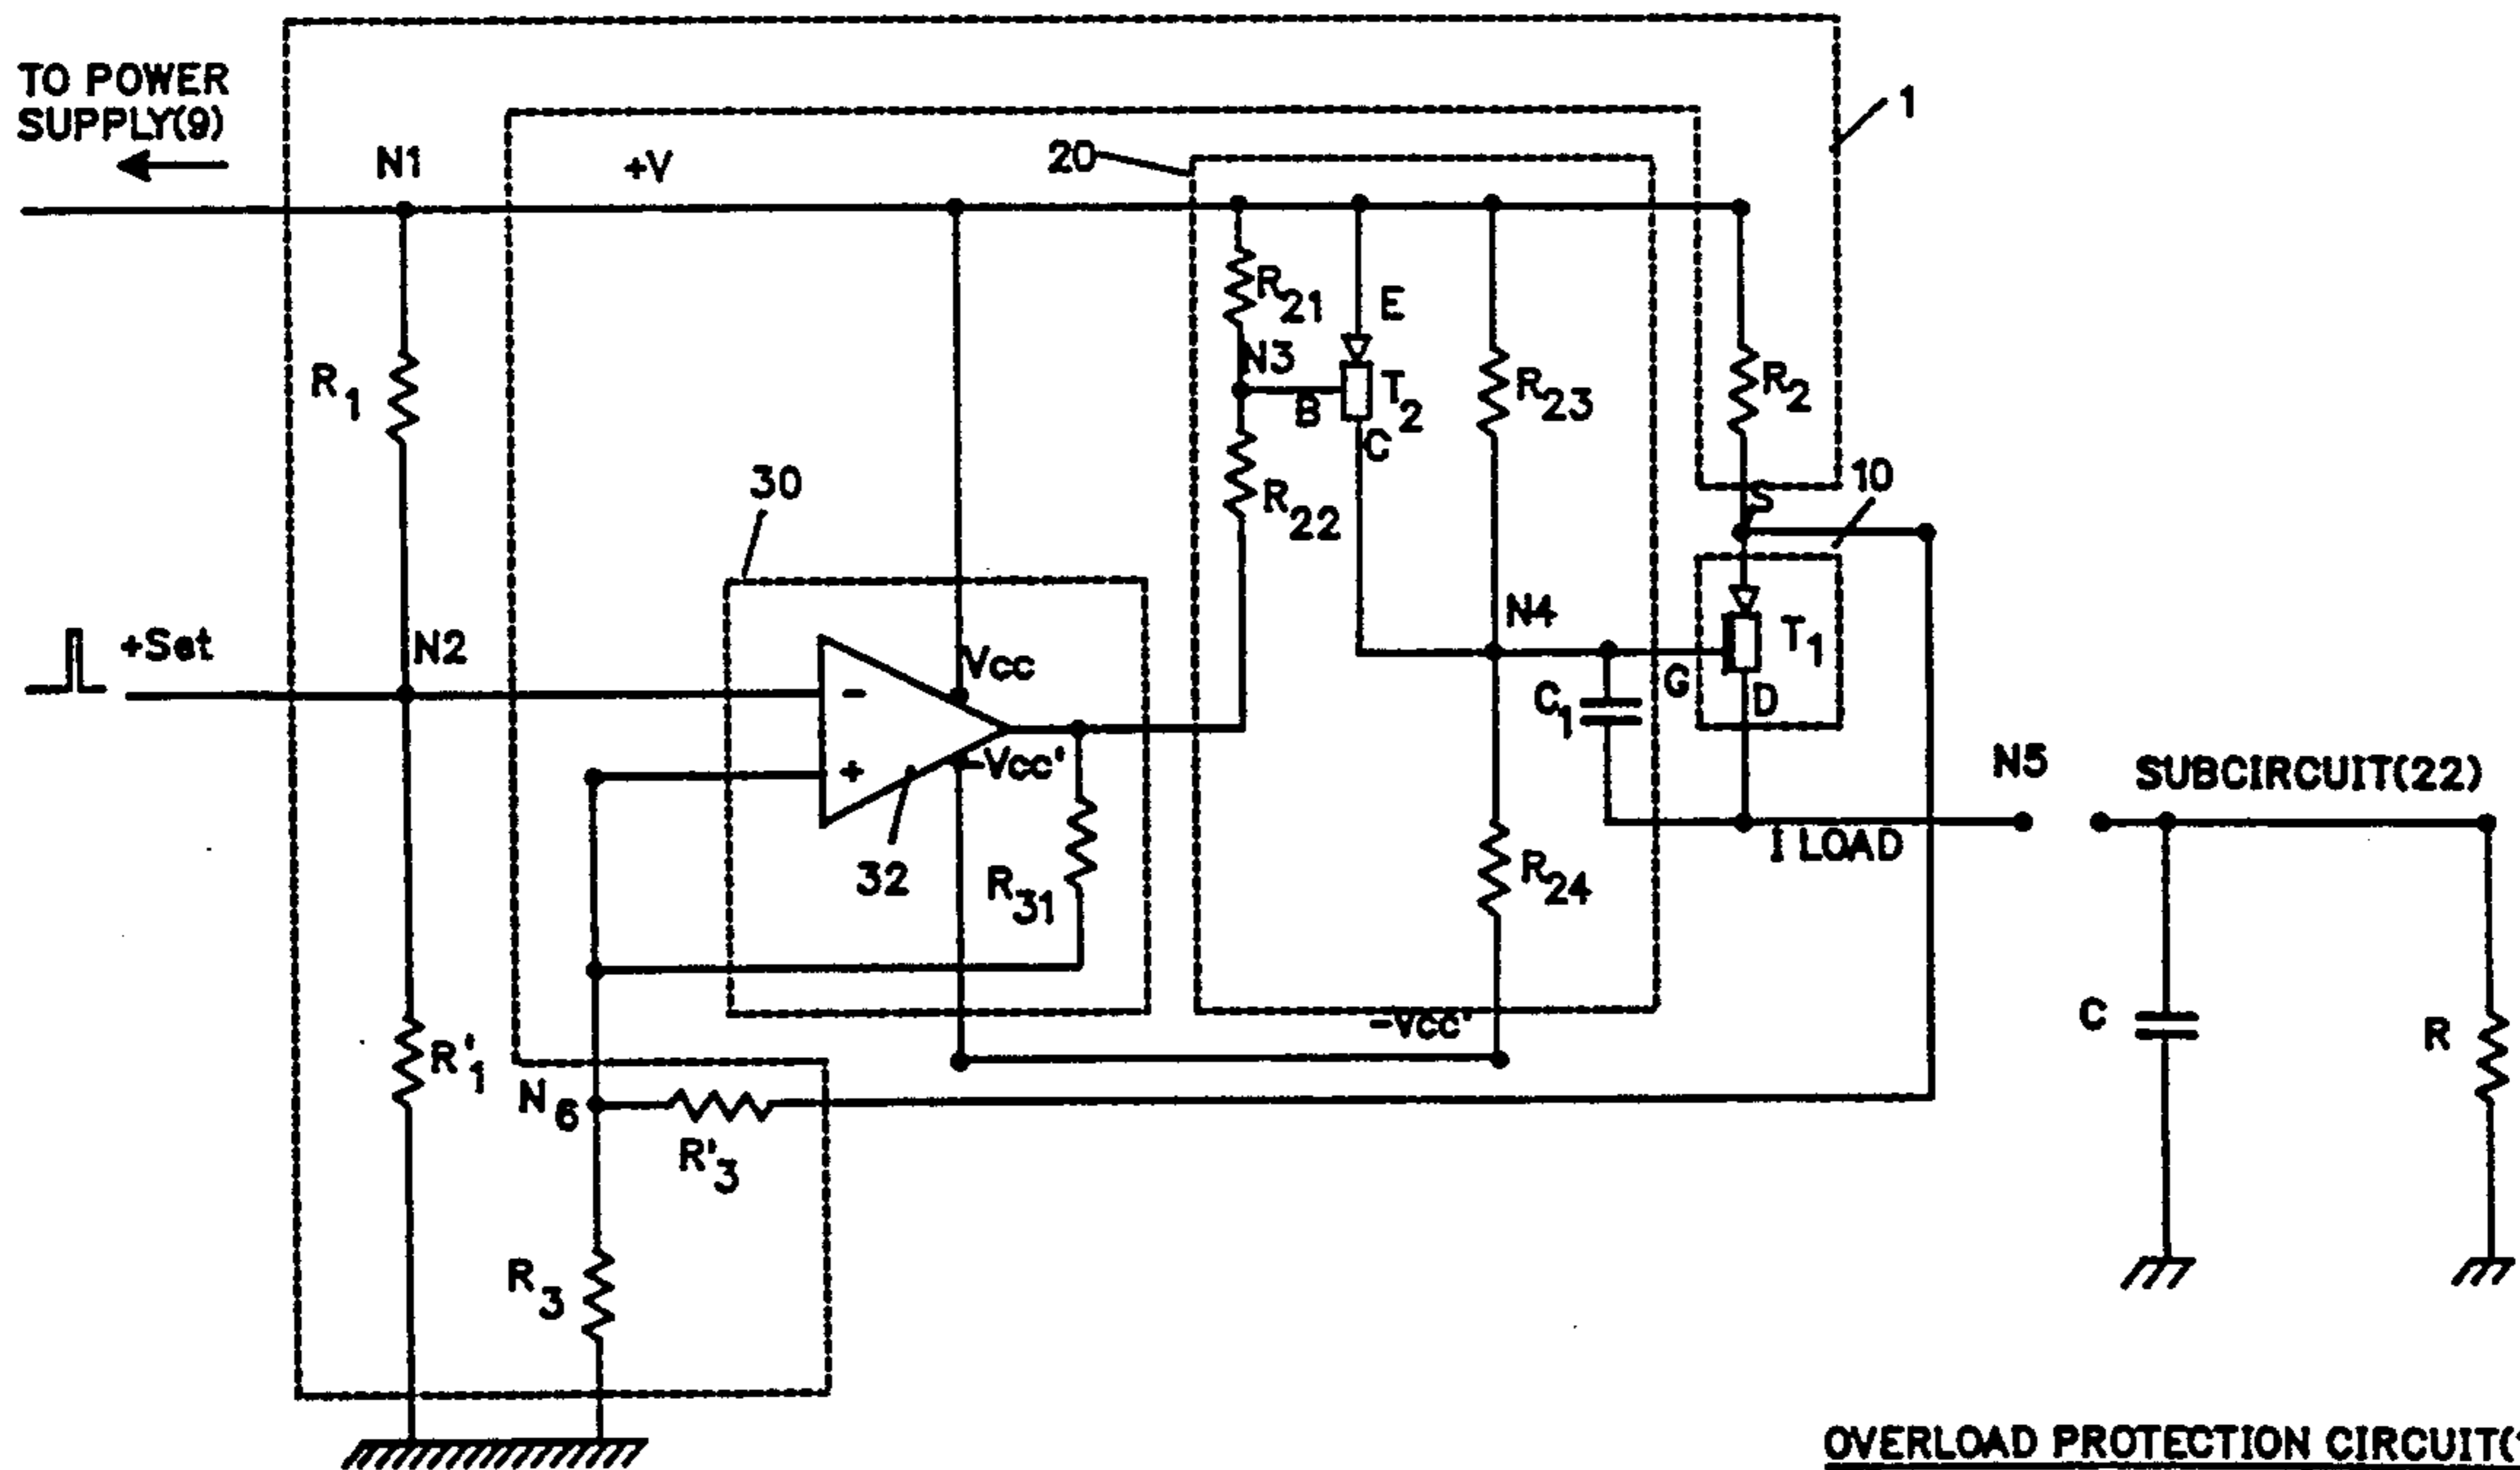 TO POWER
SUPPLY(9)
N1
+V
20
1
R21
E
N3
B
T2
C
R23
R2
R1
30
R22
S
10
+Set
N2
Vcc
N4
T1
G
D
C1
-
+
-Vcc'
N5
SUBCIRCUIT(22)
I LOAD
32
R31
R24
-Vcc'
R'1
N6
R'3
C
R
R3
OVERLOAD PROTECTION CIRCUIT(